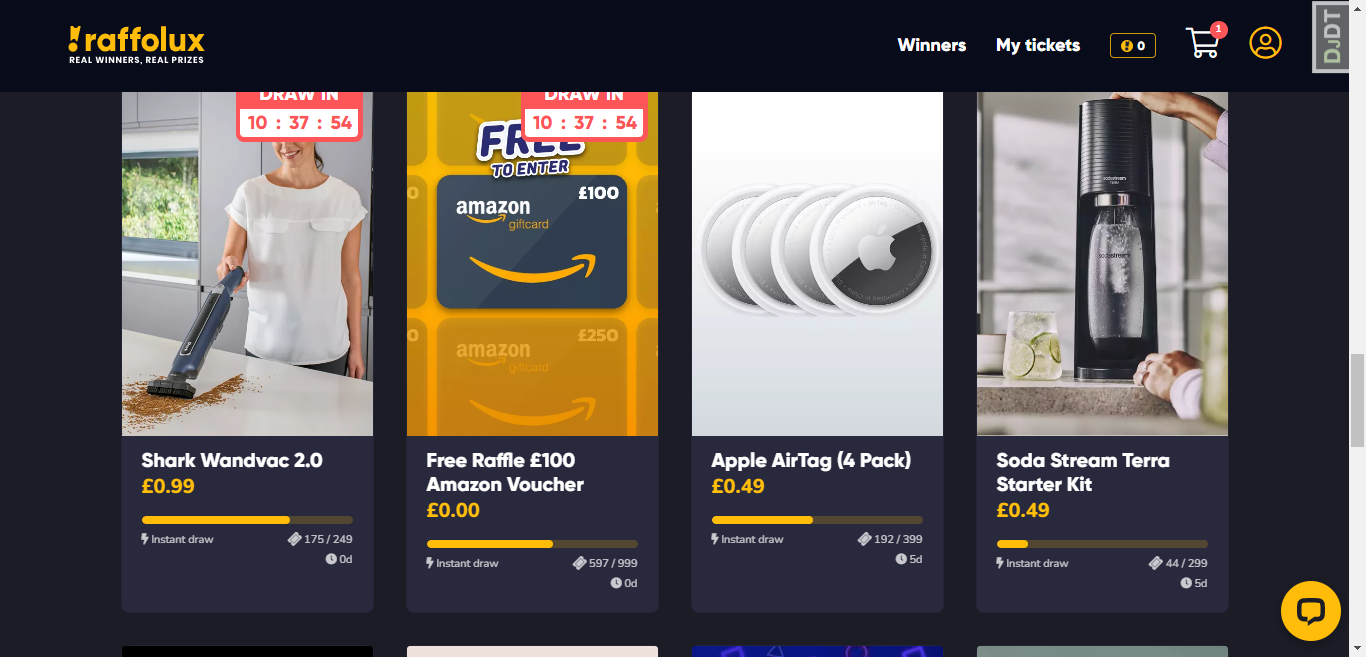 raffolux
REAL WINNERS, REAL PRIZES
Winners
My tickets
0
1
DJDT
DRAW IN
10 : 37 : 54
DRAW IN
10 : 37 : 54
FREE
TO ENTER
£100
amazon
giftcard
£250
amazon
giftcard
sodastream
sodastream
Shark Wandvac 2.0
£0.99
Instant draw
175 / 249
0d
Free Raffle £100
Amazon Voucher
£0.00
Instant draw
597 / 999
0d
Apple AirTag (4 Pack)
£0.49
Instant draw
192 / 399
5d
Soda Stream Terra
Starter Kit
£0.49
Instant draw
44 / 299
5d